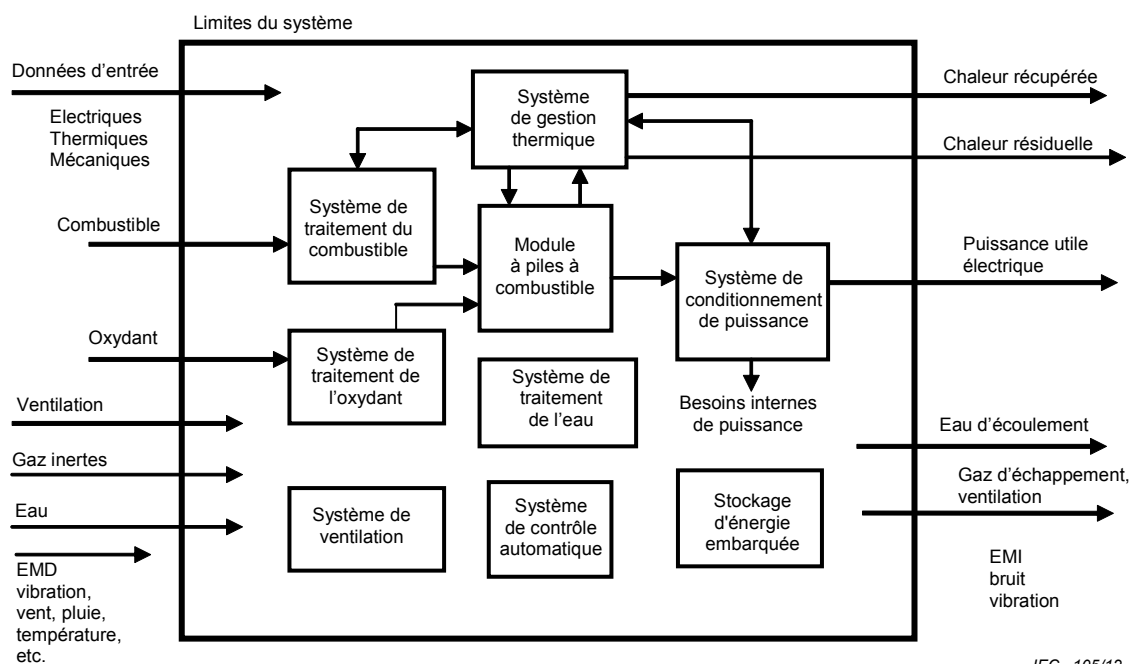 Limites du système
Données d'entrée
Electriques
Thermiques
Mécaniques
Combustible
Oxydant
Ventilation
Gaz inertes
Eau
EMD
vibration,
vent, pluie,
température,
etc.
Système
de gestion
thermique
Système de
traitement du
combustible
Module
à piles à
combustible
Système de
conditionnement
de puissance
Système de
traitement de
l'oxydant
Système de
traitement
de l'eau
Besoins internes
de puissance
Système de
ventilation
Système
de contrôle
automatique
Stockage
d'énergie
embarquée
Chaleur récupérée
Chaleur résiduelle
Puissance utile
électrique
Eau d'écoulement
Gaz d'échappement,
ventilation
EMI
bruit
vibration